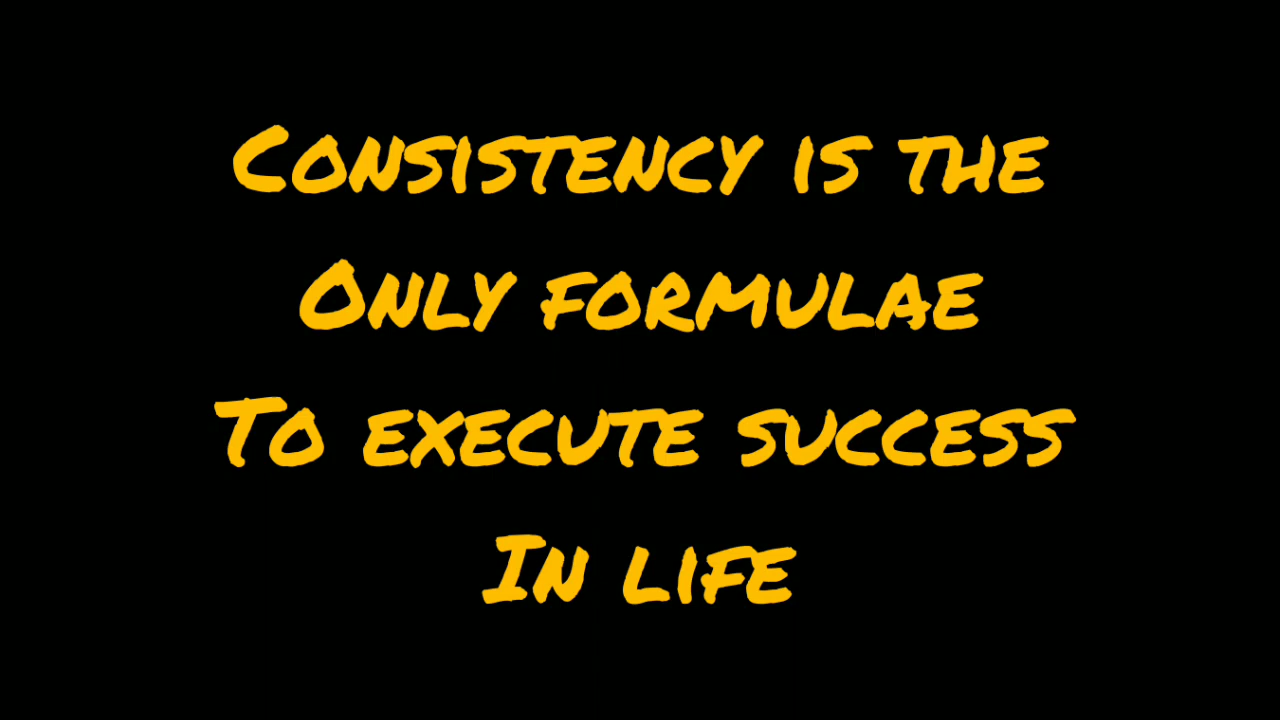 Consistency is the
Only formulae
To execute success
In life